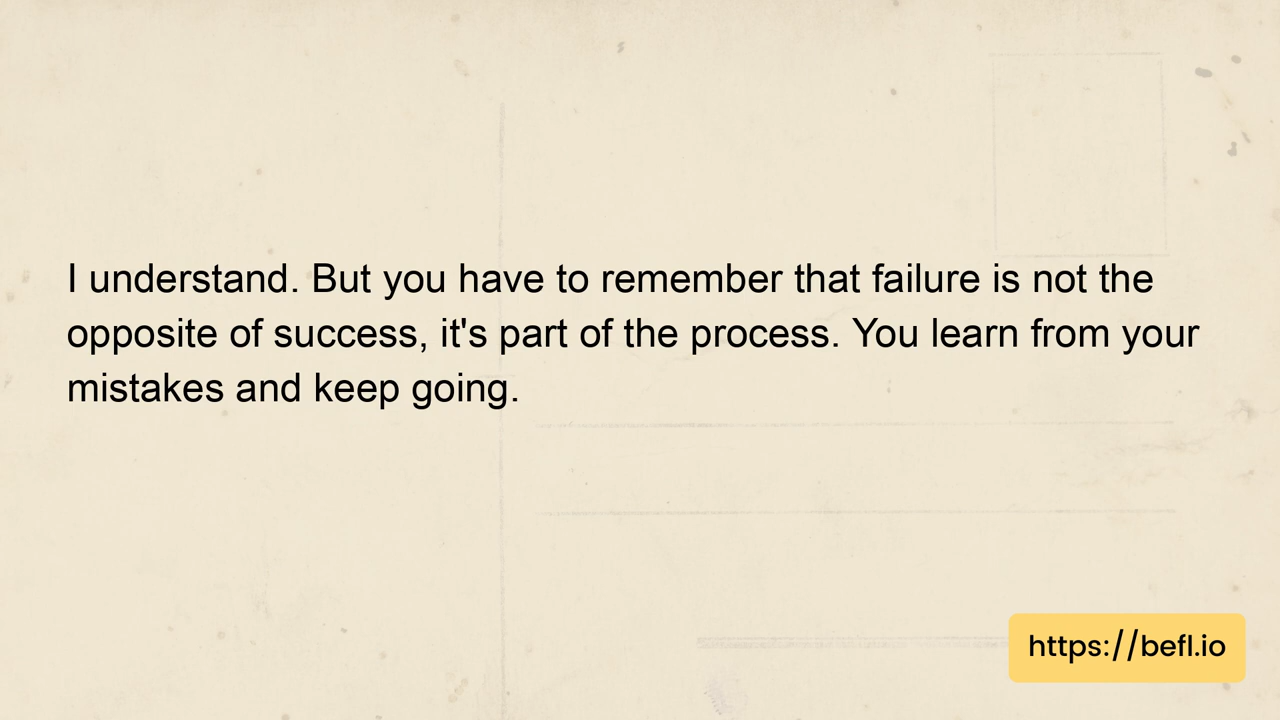 I understand. But you have to remember that failure is not the
opposite of success, it's part of the process. You learn from your
mistakes and keep going.
https://befl.io